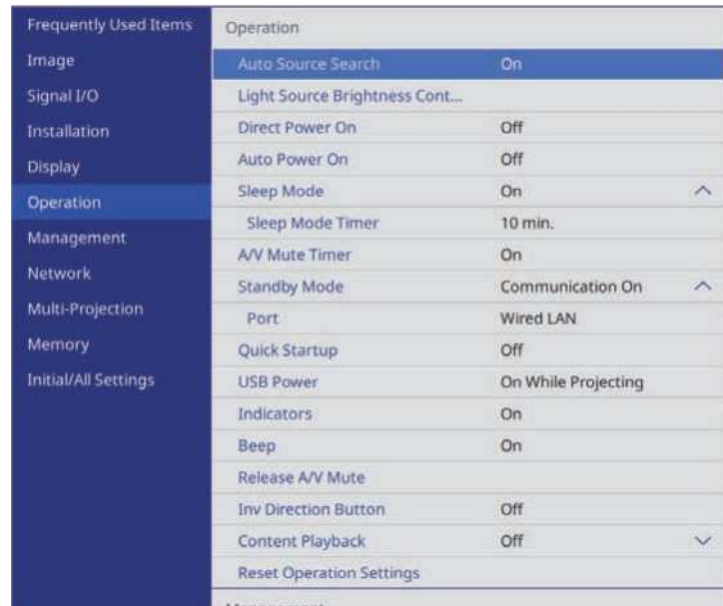 Frequently Used Items
Image
Signal I/O
Installation
Display
Operation
Management
Network
Multi-Projection
Memory
Initial/All Settings
Operation
Auto Source Search On
Light Source Brightness Cont...
Direct Power On Off
Auto Power On Off
Sleep Mode On
Sleep Mode Timer 10 min.
A/V Mute Timer On
Standby Mode Communication On
Port Wired LAN
Quick Startup Off
USB Power On While Projecting
Indicators On
Beep On
Release A/V Mute
Inv Direction Button Off
Content Playback Off
Reset Operation Settings
Management